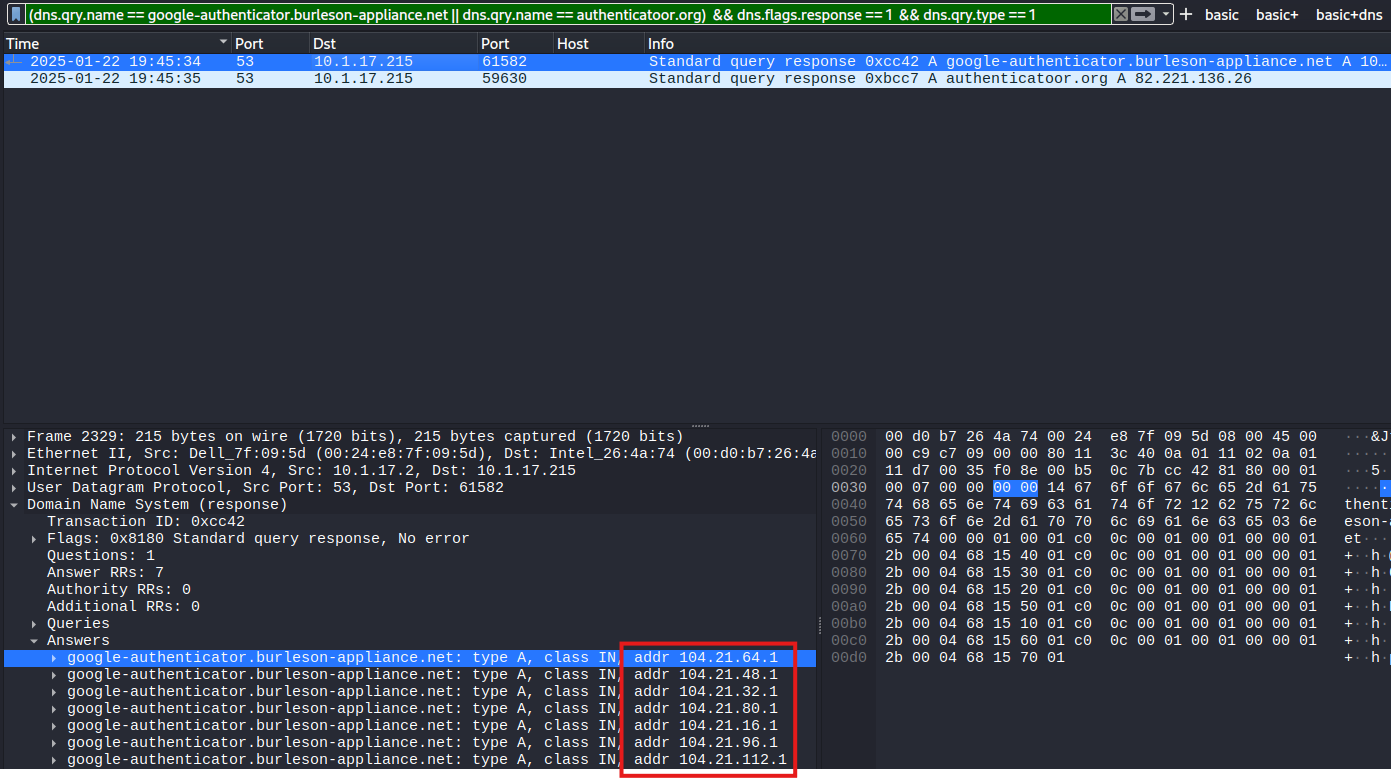 (dns.qry.name == google-authenticator.burleson-appliance.net || dns.qry.name == authenticatoor.org) && dns.flags.response == 1 && dns.qry.type == 1 + basic basic+ basic+dns
Time Port Dst Port Host Info
2025-01-22 19:45:34 53 10.1.17.215 61582 Standard query response 0xcc42 A google-authenticator.burleson-appliance.net A 10…
2025-01-22 19:45:35 53 10.1.17.215 59630 Standard query response 0xbcc7 A authenticatoor.org A 82.221.136.26
Frame 2329: 215 bytes on wire (1720 bits), 215 bytes captured (1720 bits)
Ethernet II, Src: Dell_7f:09:5d (00:24:e8:7f:09:5d), Dst: Intel_26:4a:74 (00:d0:b7:26:4a
Internet Protocol Version 4, Src: 10.1.17.2, Dst: 10.1.17.215
User Datagram Protocol, Src Port: 53, Dst Port: 61582
Domain Name System (response)
Transaction ID: 0xcc42
Flags: 0x8180 Standard query response, No error
Questions: 1
Answer RRs: 7
Authority RRs: 0
Additional RRs: 0
Queries
Answers
google-authenticator.burleson-appliance.net: type A, class IN, addr 104.21.64.1
google-authenticator.burleson-appliance.net: type A, class IN, addr 104.21.48.1
google-authenticator.burleson-appliance.net: type A, class IN, addr 104.21.32.1
google-authenticator.burleson-appliance.net: type A, class IN, addr 104.21.80.1
google-authenticator.burleson-appliance.net: type A, class IN, addr 104.21.16.1
google-authenticator.burleson-appliance.net: type A, class IN, addr 104.21.96.1
google-authenticator.burleson-appliance.net: type A, class IN, addr 104.21.112.1
0000 00 d0 b7 26 4a 74 00 24 e8 7f 09 5d 08 00 45 00 ···&J
0010 00 c9 c7 09 00 00 80 11 3c 40 0a 01 11 02 0a 01 ·····
0020 11 d7 00 35 f0 8e 00 b5 0c 7b cc 42 81 80 00 01 ···5·
0030 00 07 00 00 00 00 14 67 6f 6f 67 6c 65 2d 61 75 ·····
0040 74 68 65 6e 74 69 63 61 74 6f 72 12 62 75 72 6c thent
0050 65 73 6f 6e 2d 61 70 70 6c 69 61 6e 63 65 03 6e eson-a
0060 65 74 00 00 01 00 01 c0 0c 00 01 00 01 00 00 01 et····
0070 2b 00 04 68 15 40 01 c0 0c 00 01 00 01 00 00 01 +··h·
0080 2b 00 04 68 15 30 01 c0 0c 00 01 00 01 00 00 01 +··h·
0090 2b 00 04 68 15 20 01 c0 0c 00 01 00 01 00 00 01 +··h·
00a0 2b 00 04 68 15 50 01 c0 0c 00 01 00 01 00 00 01 +··h·
00b0 2b 00 04 68 15 10 01 c0 0c 00 01 00 01 00 00 01 +··h·
00c0 2b 00 04 68 15 60 01 c0 0c 00 01 00 01 00 00 01 +··h·
00d0 2b 00 04 68 15 70 01 +··h·